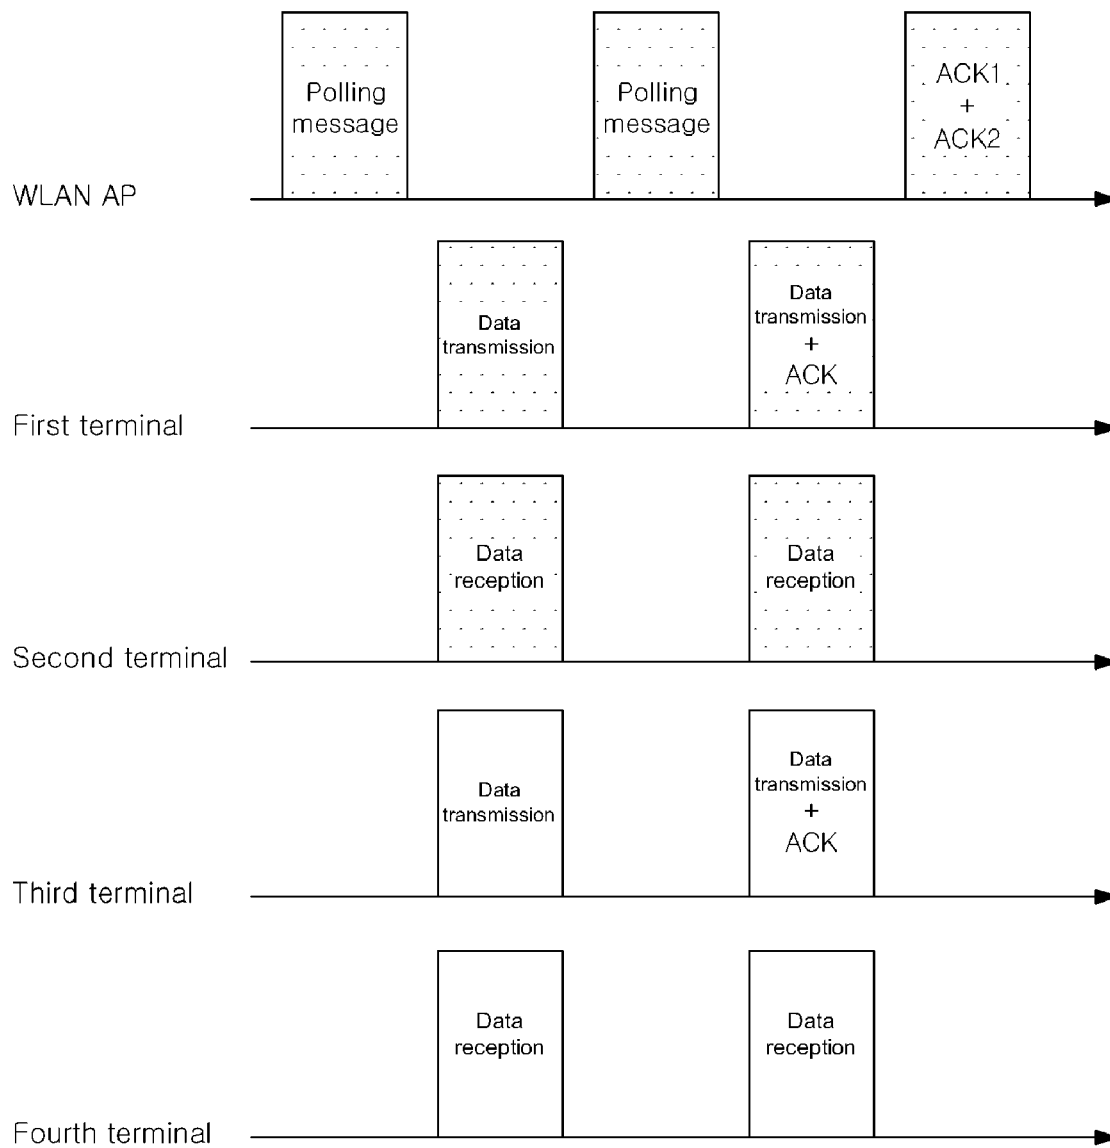 Polling
message
Polling
message
ACK1
+
ACK2
WLAN AP
Data
transmission
Data
transmission
+
ACK
First terminal
Data
reception
Data
reception
Second terminal
Data
transmission
Data
transmission
+
ACK
Third terminal
Data
reception
Data
reception
Fourth terminal